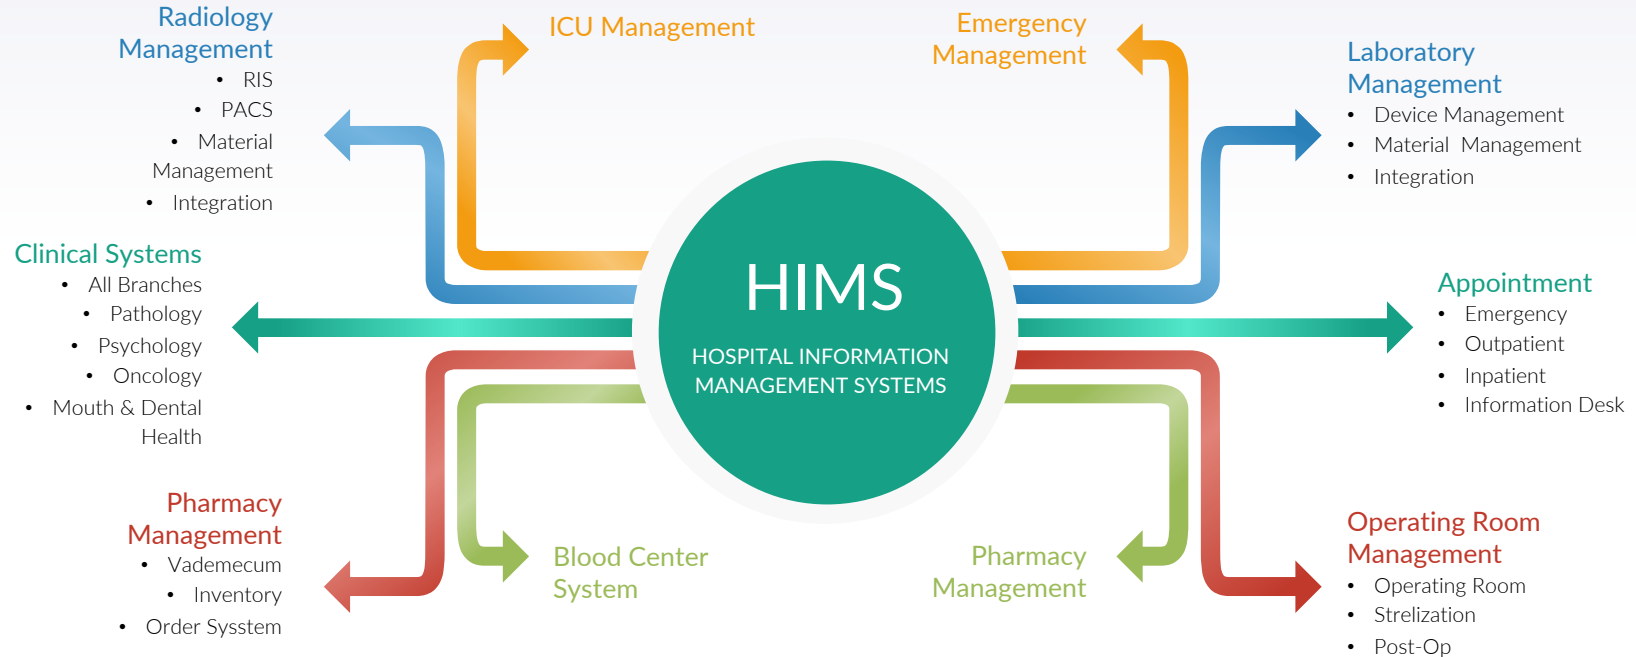 Radiology
Management
• RIS
• PACS
• Material
Management
• Integration
ICU Management
Emergency
Management
Laboratory
Management
• Device Management
• Material Management
• Integration
Clinical Systems
• All Branches
• Pathology
• Psychology
• Oncology
• Mouth & Dental
Health
HIMS
HOSPITAL INFORMATION
MANAGEMENT SYSTEMS
Appointment
• Emergency
• Outpatient
• Inpatient
• Information Desk
Pharmacy
Management
• Vademecum
• Inventory
• Order Sysstem
Blood Center
System
Pharmacy
Management
Operating Room
Management
• Operating Room
• Strelization
• Post-Op